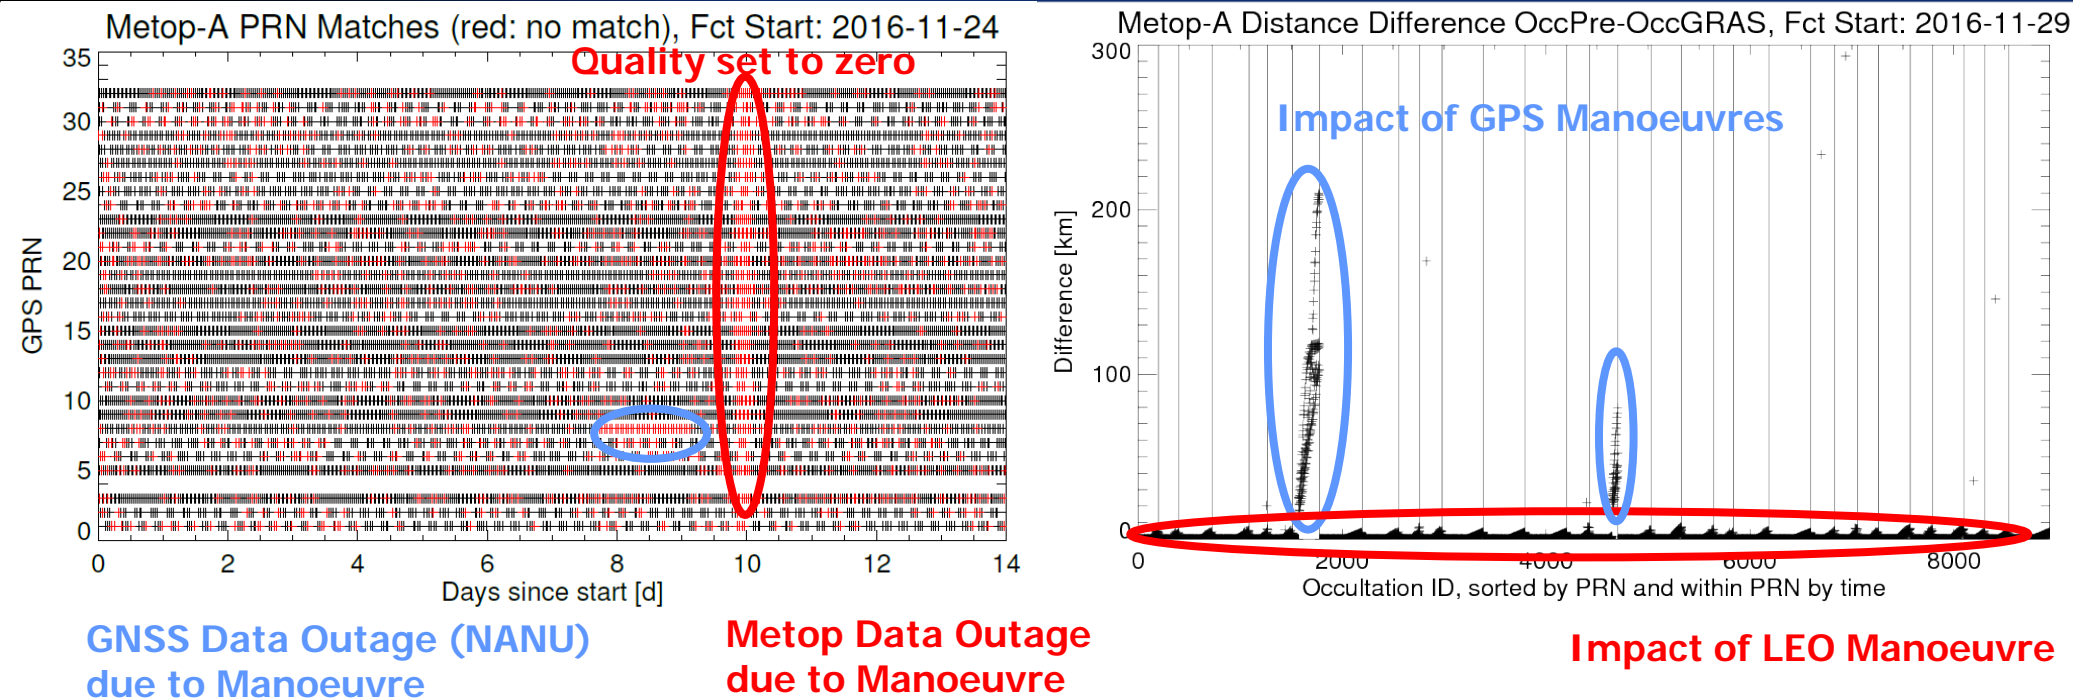 Metop-A PRN Matches (red: no match), Fct Start: 2016-11-24
Quality set to zero
GPS PRN
35
30
25
20
15
10
5
0
0 2 4 6 8 10 12 14
Days since start [d]
GNSS Data Outage (NANU)
due to Manoeuvre
Metop Data Outage
due to Manoeuvre
Metop-A Distance Difference OccPre-OccGRAS, Fct Start: 2016-11-29
Impact of GPS Manoeuvres
Difference [km]
300
200
100
0
0 2000 4000 6000 8000
Occultation ID, sorted by PRN and within PRN by time
Impact of LEO Manoeuvre